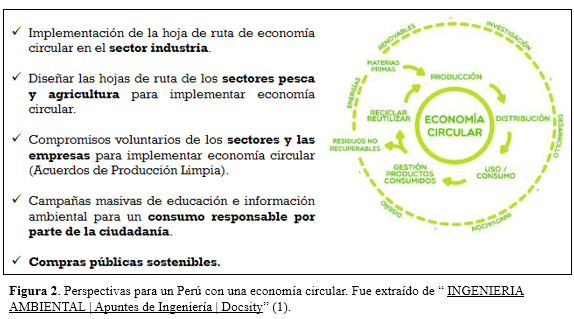 ✓ Implementación de la hoja de ruta de economía
circular en el sector industria.
✓ Diseñar las hojas de ruta de los sectores pesca
y agricultura para implementar economía
circular.
✓ Compromisos voluntarios de los sectores y las
empresas para implementar economía circular
(Acuerdos de Producción Limpia).
✓ Campañas masivas de educación e información
ambiental para un consumo responsable por
parte de la ciudadanía.
✓ Compras públicas sostenibles.
RENOVABLES
INVESTIGACIÓN
MATERIAS
PRIMAS
PRODUCCIÓN
ENERGÍAS
RECICLAR
REUTILIZAR
ECONOMÍA
CIRCULAR
DISTRIBUCIÓN
DESARROLLO
RESIDUOS NO
RECUPERABLES
GESTIÓN
PRODUCTOS
CONSUMIDOS
USO /
CONSUMO
DISEÑO
INNOVACIÓN
Figura 2. Perspectivas para un Perú con una economía circular. Fue extraído de “ INGENIERIA
AMBIENTAL | Apuntes de Ingeniería | Docsity” (1).